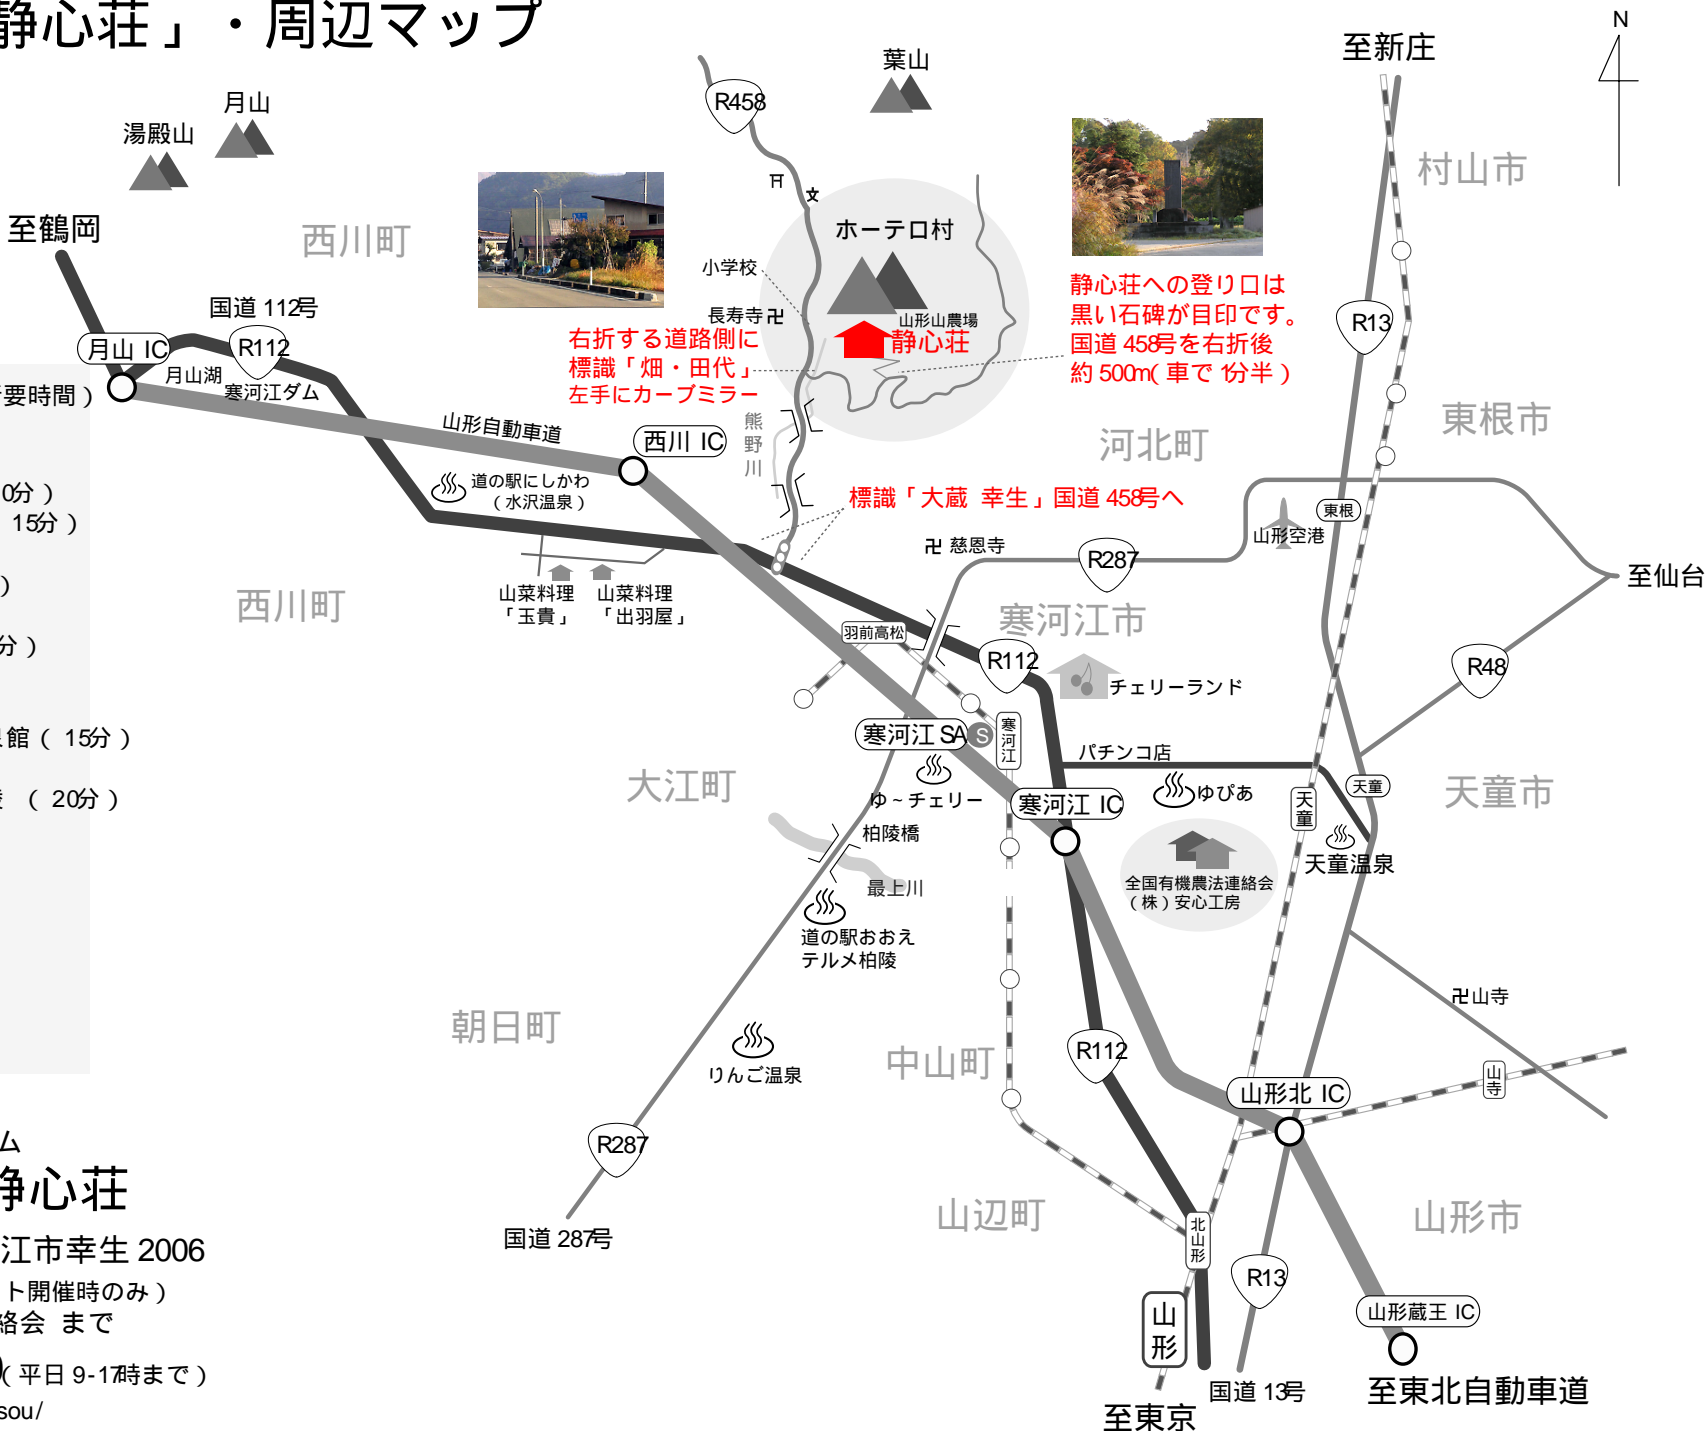 静心荘」・周辺マップ
N
至新庄
葉山
月山
湯殿山
R458
村山市
至鶴岡
西川町
ホーテロ村
小学校
長寿寺
山形山農場
静心荘
静心荘への登り口は
黒い石碑が目印です。
国道 458号を右折後
約 500m(車で 1分半)
右折する道路側に
標識「畑・田代」
左手にカーブミラー
R13
国道 112号
月山 IC
R112
月山湖
寒河江ダム
要時間)
山形自動車道
西川 IC
熊野川
河北町
東根市
道の駅にしかわ
(水沢温泉)
標識「大蔵 幸生」国道 458号へ
0分)
15分)
)
分)
館( 15分)
( 20分)
東根
山形空港
慈恩寺
R287
至仙台
山菜料理
「玉貴」
山菜料理
「出羽屋」
西川町
寒河江市
羽前高松
R112
R48
チェリーランド
寒河江 SA
S
寒河江
パチンコ店
大江町
ゆ~チェリー
寒河江 IC
ゆぴあ
天童
天童
天童市
柏陵橋
最上川
天童温泉
全国有機農法連絡会
(株)安心工房
道の駅おおえ
テルメ柏陵
山寺
朝日町
りんご温泉
中山町
R112
山寺
山形北 IC
R287
国道 287号
山辺町
北山形
山形市
R13
山形
山形蔵王 IC
国道 13号
至東北自動車道
至東京
ム
静心荘
江市幸生 2006
ト開催時のみ)
絡会 まで
(平日 9-17時まで)
sou/